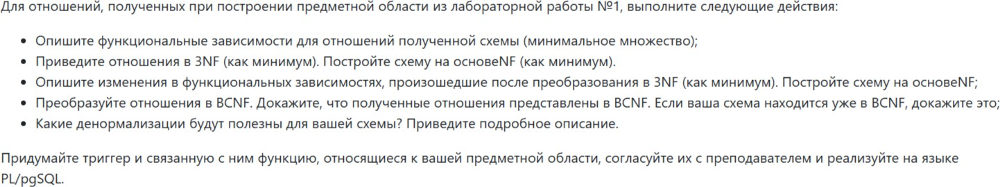 Для отношений, полученных при построении предметной области из лабораторной работы №1, выполните следующие действия:
• Опишите функциональные зависимости для отношений полученной схемы (минимальное множество);
• Приведите отношения в 3NF (как минимум). Постройте схему на основеNF (как минимум).
• Опишите изменения в функциональных зависимостях, произошедшие после преобразования в 3NF (как минимум). Постройте схему на основеNF;
• Преобразуйте отношения в BCNF. Докажите, что полученные отношения представлены в BCNF. Если ваша схема находится уже в BCNF, докажите это;
• Какие денормализации будут полезны для вашей схемы? Приведите подробное описание.
Придумайте триггер и связанную с ним функцию, относящиеся к вашей предметной области, согласуйте их с преподавателем и реализуйте на языке
PL/pgSQL.